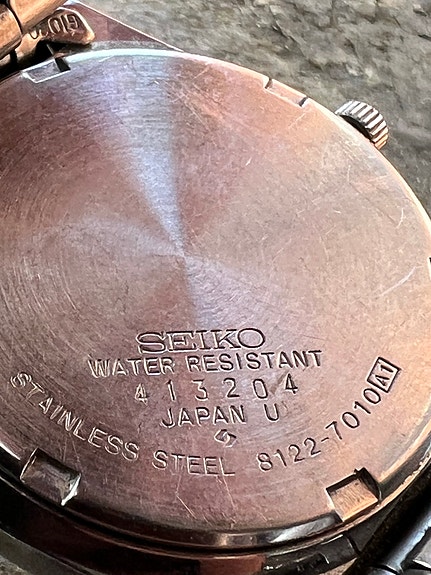 SEIKO
WATER RESISTANT
413204
JAPAN U
STAINLESS STEEL 8122-7010 A1